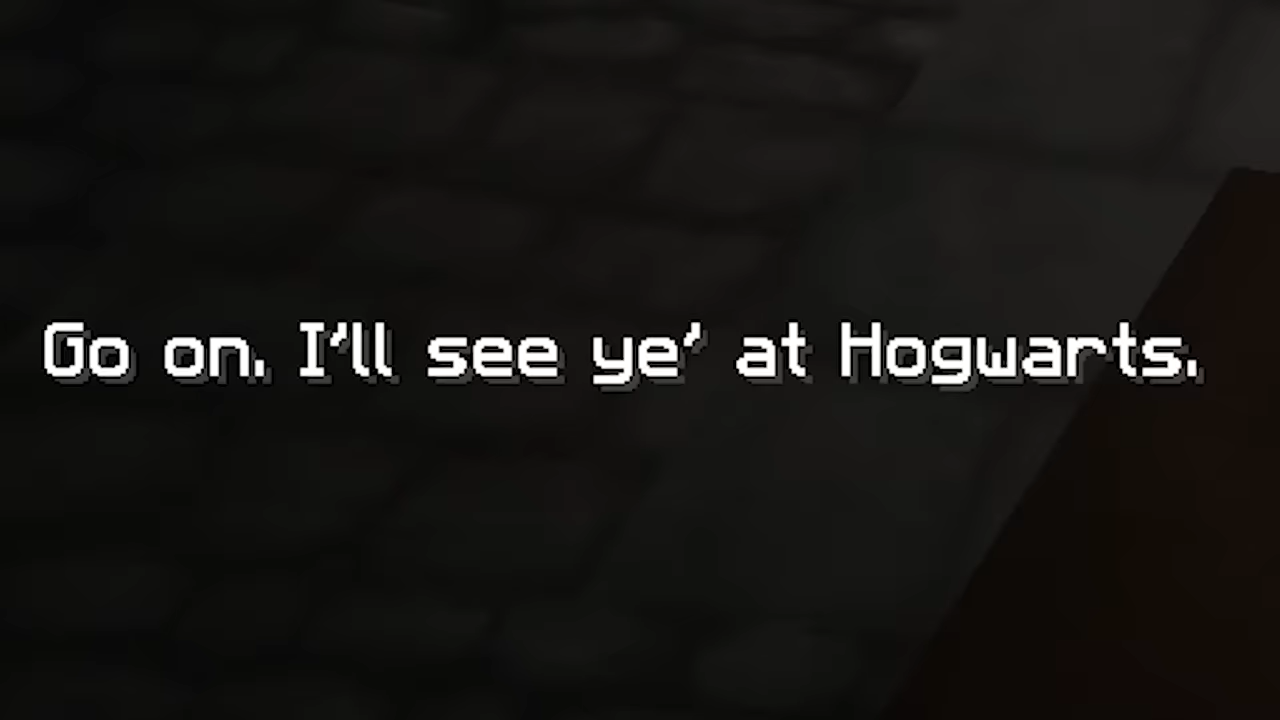 Go on. I’ll see ye’ at Hogwarts.